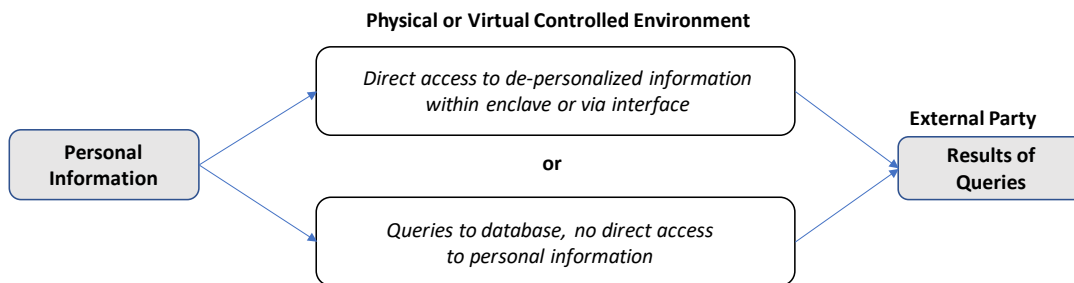 Physical or Virtual Controlled Environment
Direct access to de-personalized information
within enclave or via interface
Personal
Information
or
External Party
Results of
Queries
Queries to database, no direct access
to personal information